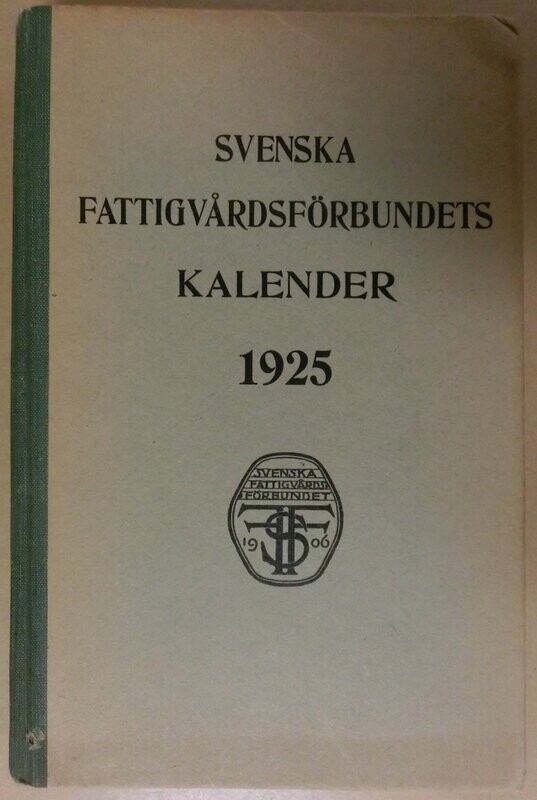 SVENSKA
FATTIGVÅRDSFÖRBUNDETS
KALENDER
1925
SVENSKA
FATTIGVÅRDS
FÖRBUNDET
19 06